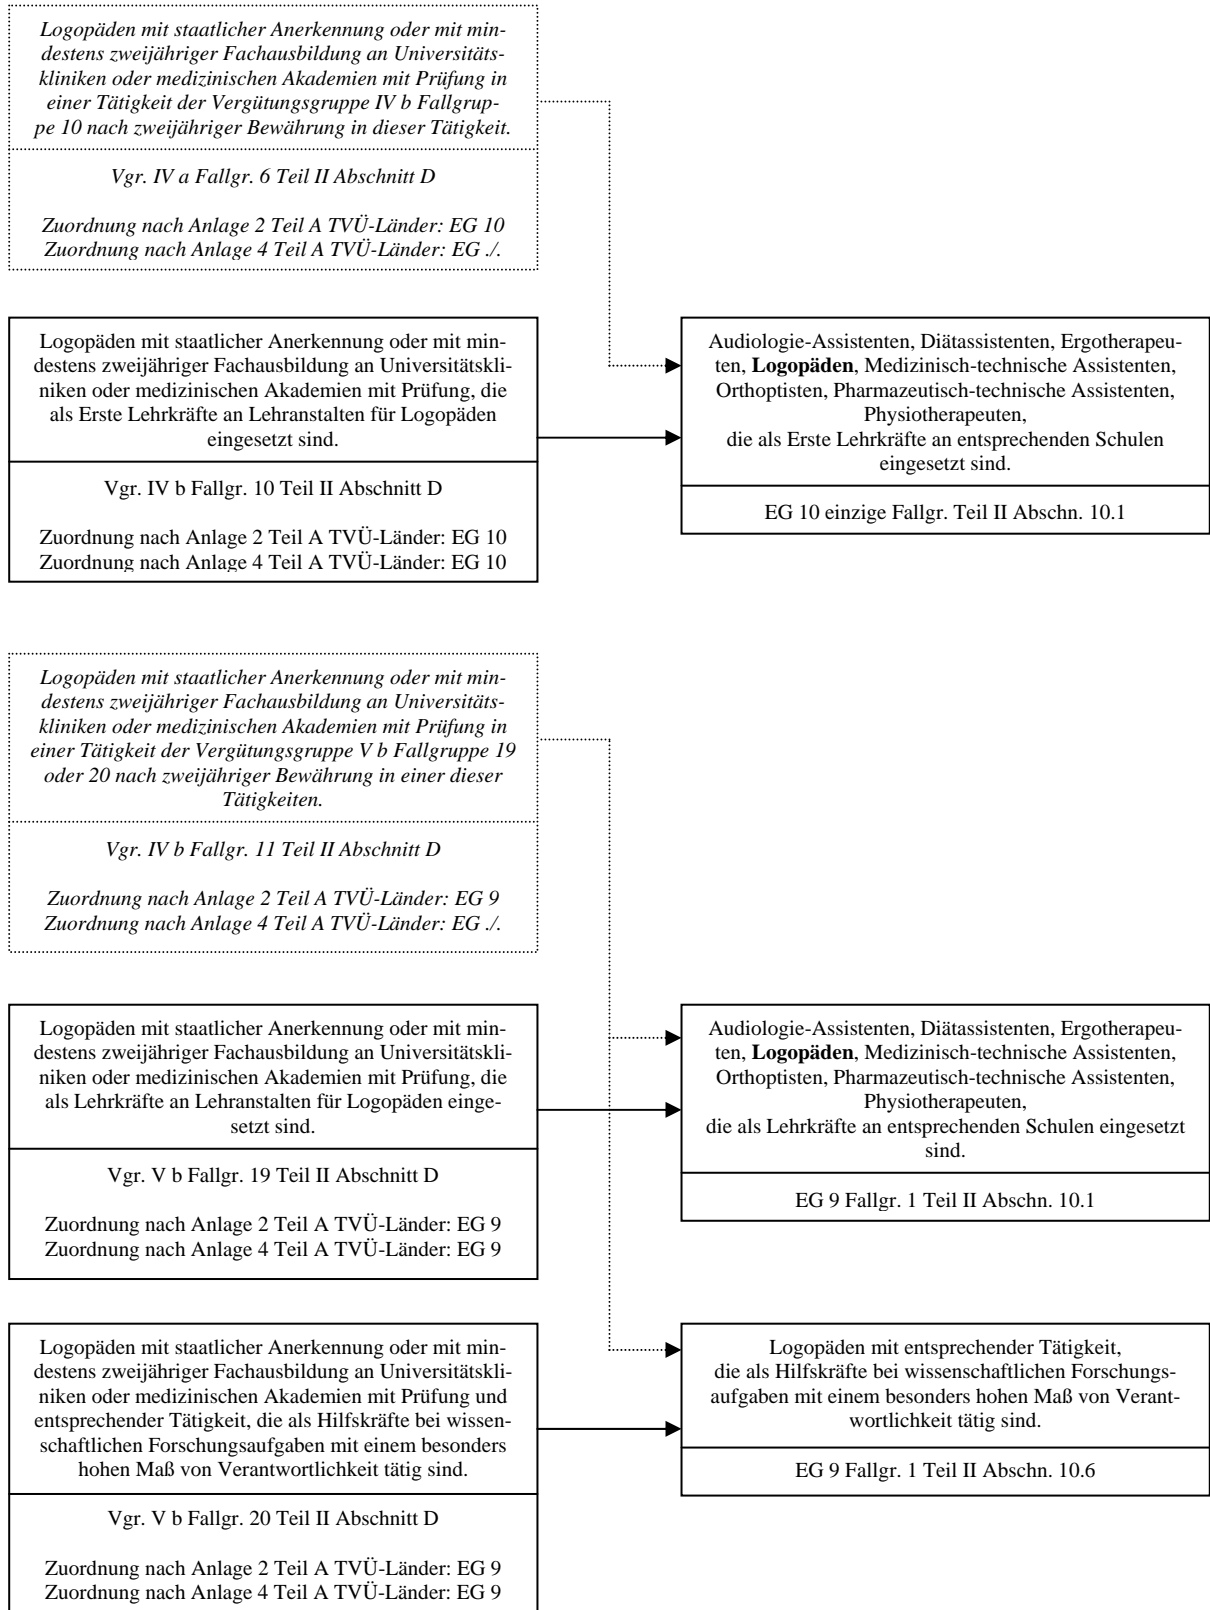 Logopäden mit staatlicher Anerkennung oder mit min-
destens zweijähriger Fachausbildung an Universitäts-
kliniken oder medizinischen Akademien mit Prüfung in
einer Tätigkeit der Vergütungsgruppe IV b Fallgrup-
pe 10 nach zweijähriger Bewährung in dieser Tätigkeit.
Vgr. IV a Fallgr. 6 Teil II Abschnitt D
Zuordnung nach Anlage 2 Teil A TVÜ-Länder: EG 10
Zuordnung nach Anlage 4 Teil A TVÜ-Länder: EG ./.
Logopäden mit staatlicher Anerkennung oder mit min-
destens zweijähriger Fachausbildung an Universitätskli-
niken oder medizinischen Akademien mit Prüfung, die
als Erste Lehrkräfte an Lehranstalten für Logopäden
eingesetzt sind.
Vgr. IV b Fallgr. 10 Teil II Abschnitt D
Zuordnung nach Anlage 2 Teil A TVÜ-Länder: EG 10
Zuordnung nach Anlage 4 Teil A TVÜ-Länder: EG 10
Audiologie-Assistenten, Diätassistenten, Ergotherapeu-
ten, Logopäden, Medizinisch-technische Assistenten,
Orthoptisten, Pharmazeutisch-technische Assistenten,
Physiotherapeuten,
die als Erste Lehrkräfte an entsprechenden Schulen
eingesetzt sind.
EG 10 einzige Fallgr. Teil II Abschn. 10.1
Logopäden mit staatlicher Anerkennung oder mit min-
destens zweijähriger Fachausbildung an Universitäts-
kliniken oder medizinischen Akademien mit Prüfung in
einer Tätigkeit der Vergütungsgruppe V b Fallgruppe 19
oder 20 nach zweijähriger Bewährung in einer dieser
Tätigkeiten.
Vgr. IV b Fallgr. 11 Teil II Abschnitt D
Zuordnung nach Anlage 2 Teil A TVÜ-Länder: EG 9
Zuordnung nach Anlage 4 Teil A TVÜ-Länder: EG ./.
Logopäden mit staatlicher Anerkennung oder mit min-
destens zweijähriger Fachausbildung an Universitätskli-
niken oder medizinischen Akademien mit Prüfung, die
als Lehrkräfte an Lehranstalten für Logopäden einge-
setzt sind.
Vgr. V b Fallgr. 19 Teil II Abschnitt D
Zuordnung nach Anlage 2 Teil A TVÜ-Länder: EG 9
Zuordnung nach Anlage 4 Teil A TVÜ-Länder: EG 9
Audiologie-Assistenten, Diätassistenten, Ergotherapeu-
ten, Logopäden, Medizinisch-technische Assistenten,
Orthoptisten, Pharmazeutisch-technische Assistenten,
Physiotherapeuten,
die als Lehrkräfte an entsprechenden Schulen eingesetzt
sind.
EG 9 Fallgr. 1 Teil II Abschn. 10.1
Logopäden mit staatlicher Anerkennung oder mit min-
destens zweijähriger Fachausbildung an Universitätskli-
niken oder medizinischen Akademien mit Prüfung und
entsprechender Tätigkeit, die als Hilfskräfte bei wissen-
schaftlichen Forschungsaufgaben mit einem besonders
hohen Maß von Verantwortlichkeit tätig sind.
Vgr. V b Fallgr. 20 Teil II Abschnitt D
Zuordnung nach Anlage 2 Teil A TVÜ-Länder: EG 9
Zuordnung nach Anlage 4 Teil A TVÜ-Länder: EG 9
Logopäden mit entsprechender Tätigkeit,
die als Hilfskräfte bei wissenschaftlichen Forschungs-
aufgaben mit einem besonders hohen Maß von Verant-
wortlichkeit tätig sind.
EG 9 Fallgr. 1 Teil II Abschn. 10.6